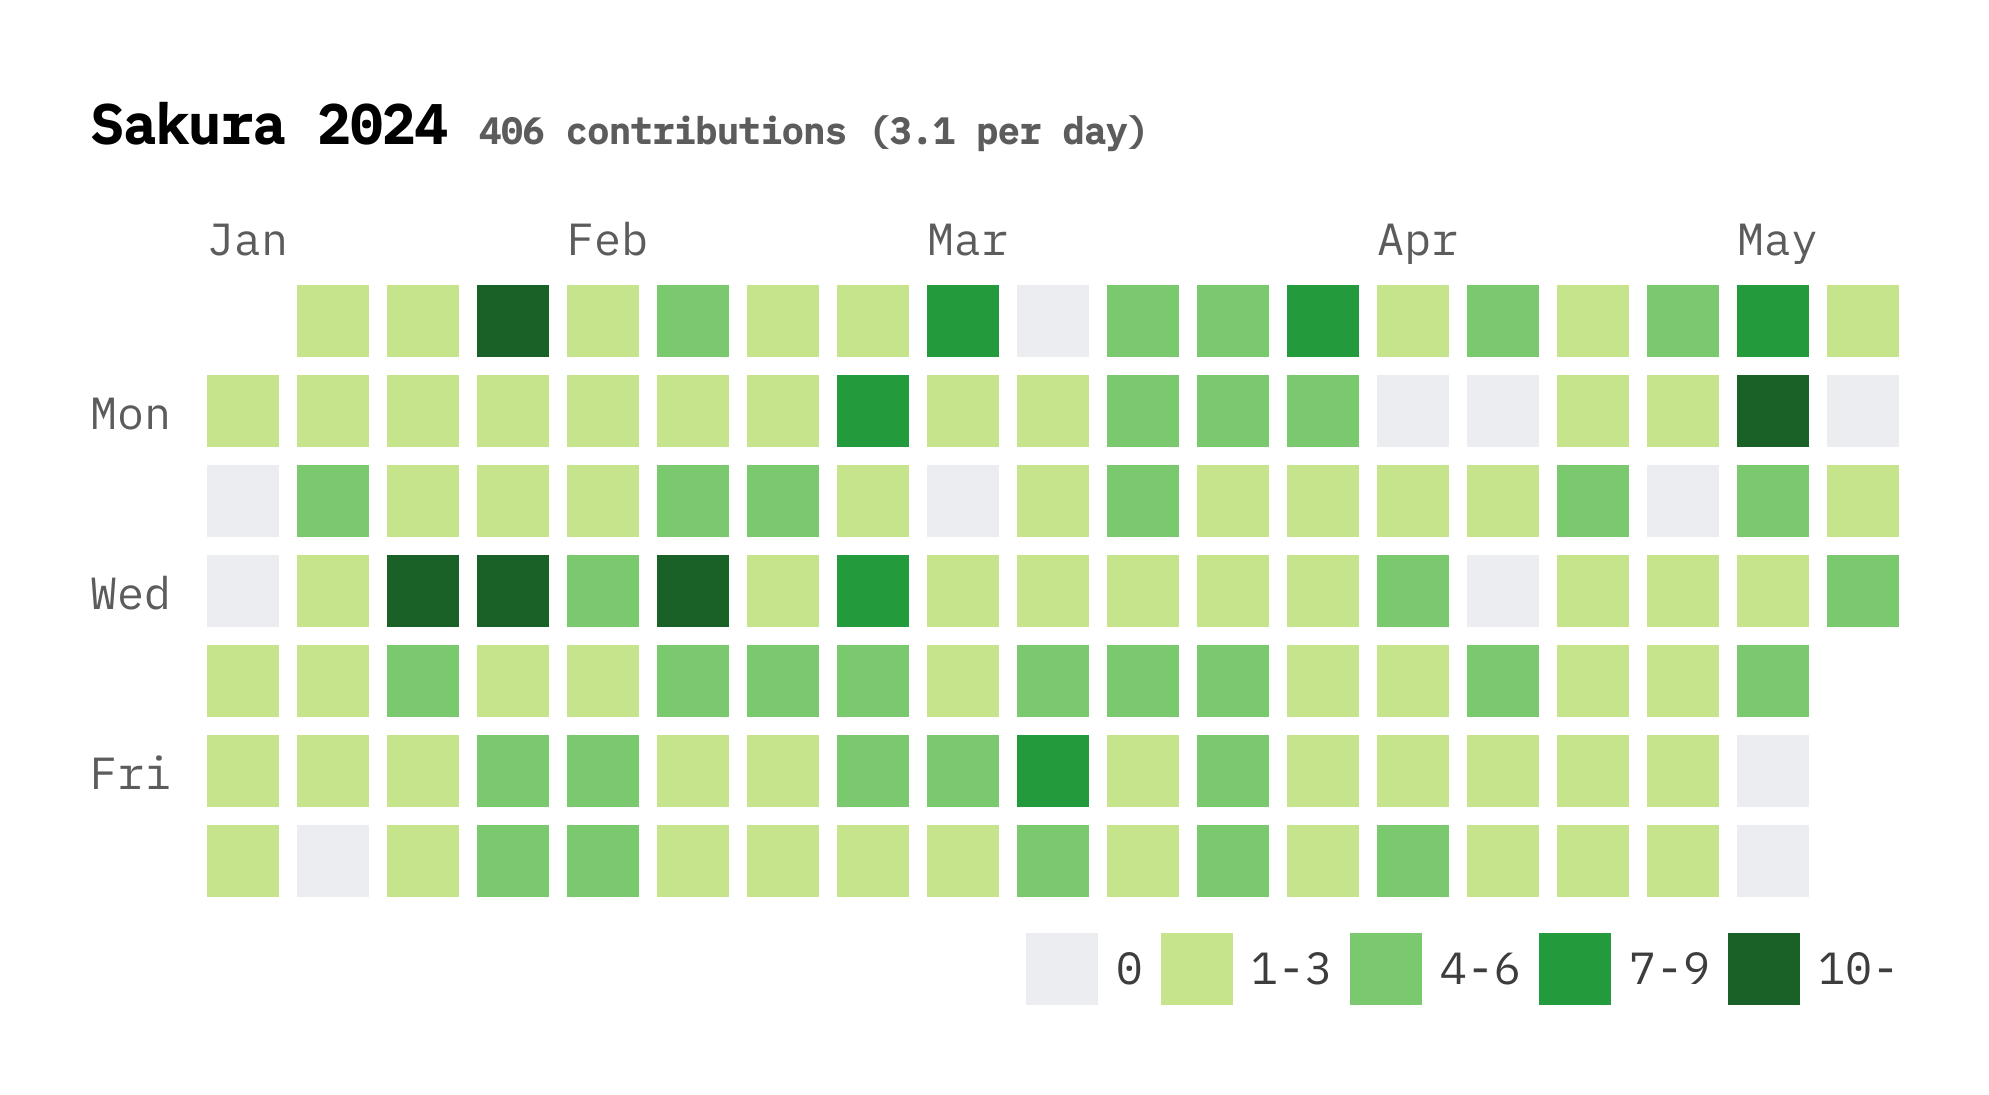 Sakura 2024 406 contributions (3.1 per day)
Jan Feb Mar Apr May
Mon
Wed
Fri
0 1-3 4-6 7-9 10-